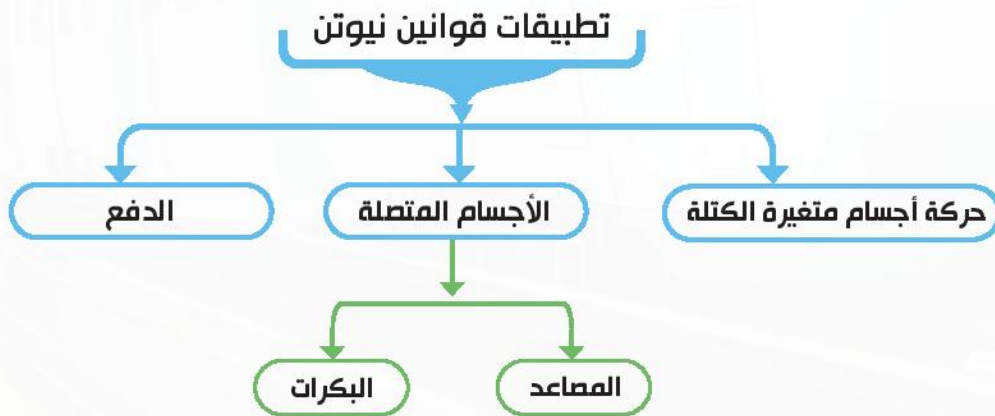 تطبيقات قوانين نيوتن
حركة أجسام متغيرة الكتلة
الأجسام المتصلة
الدفع
المصاعد
البكرات